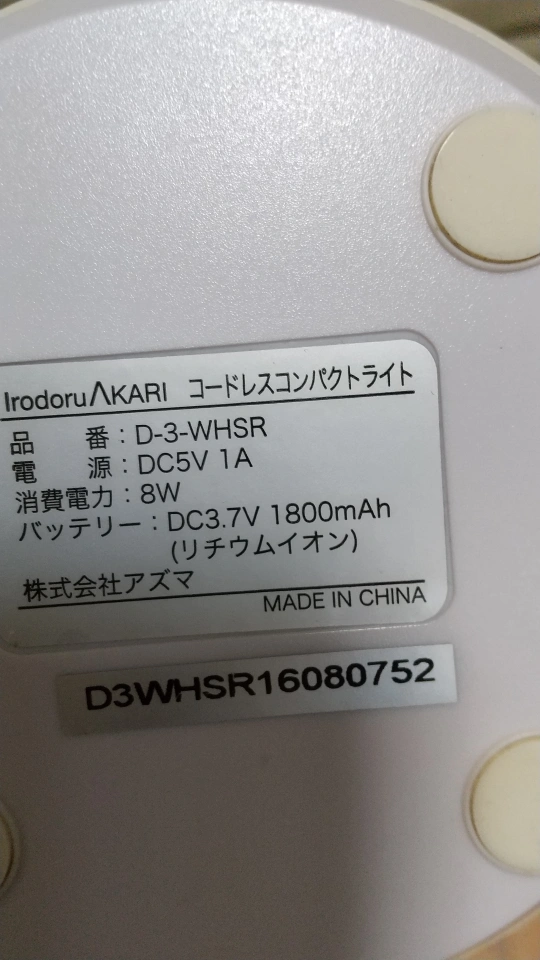 IrodoruΛKARI コードレスコンパクトライト
品　　番：D-3-WHSR
電　　源：DC5V 1A
消費電力：8W
バッテリー：DC3.7V 1800mAh
(リチウムイオン)
株式会社アズマ
MADE IN CHINA
D3WHSR16080752